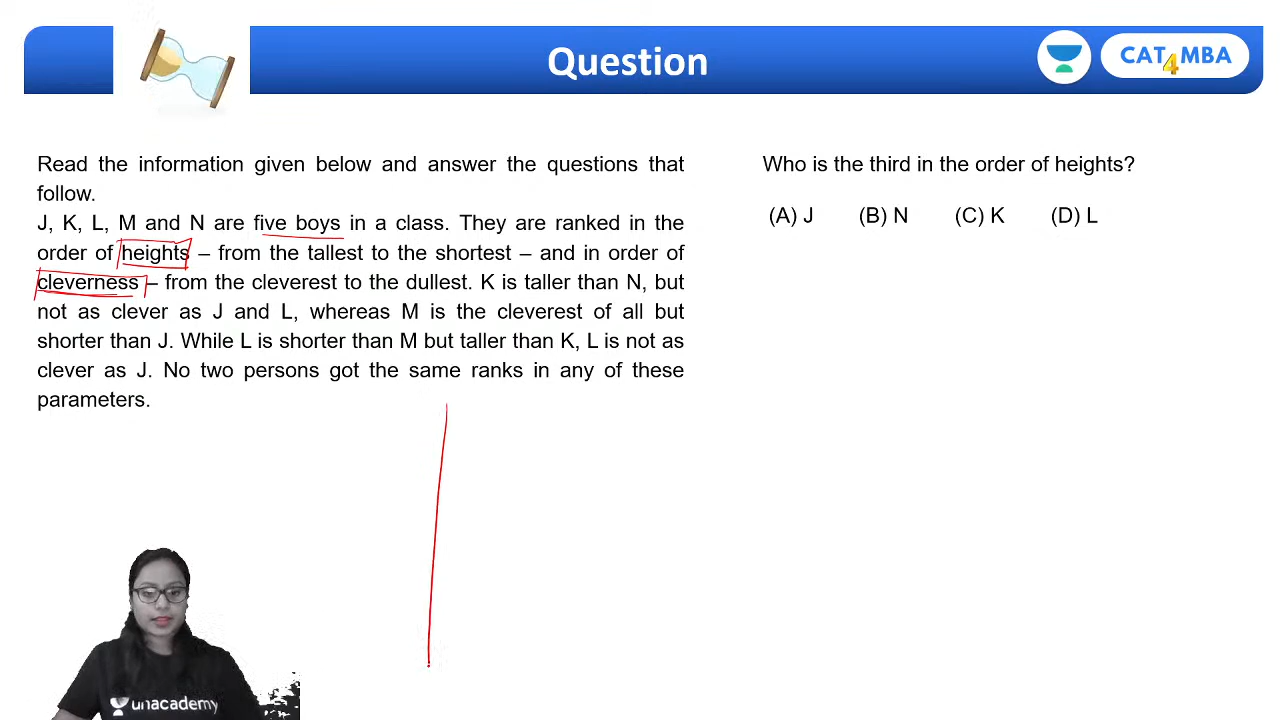 Question
CAT4MBA
Read the information given below and answer the questions that
follow.
J, K, L, M and N are five boys in a class. They are ranked in the
order of heights – from the tallest to the shortest – and in order of
cleverness – from the cleverest to the dullest. K is taller than N, but
not as clever as J and L, whereas M is the cleverest of all but
shorter than J. While L is shorter than M but taller than K, L is not as
clever as J. No two persons got the same ranks in any of these
parameters.
Who is the third in the order of heights?
(A) J (B) N (C) K (D) L
unacademy